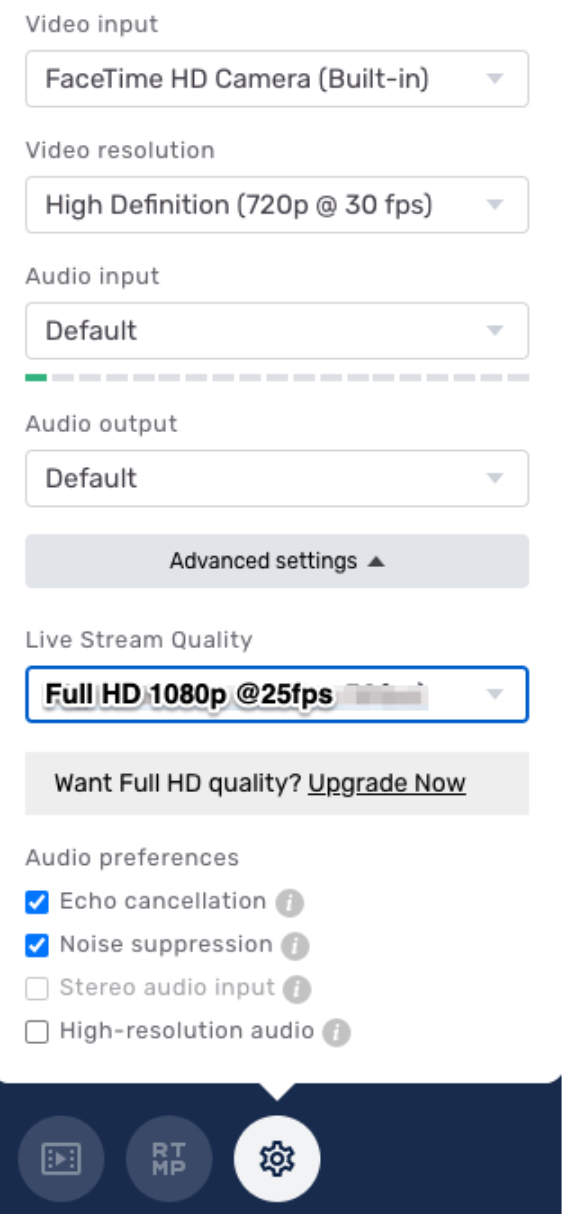 Video input
FaceTime HD Camera (Built-in)
Video resolution
High Definition (720p @ 30 fps)
Audio input
Default
Audio output
Default
Advanced settings
Live Stream Quality
Full HD 1080p @25fps
Want Full HD quality? Upgrade Now
Audio preferences
Echo cancellation i
Noise suppression i
Stereo audio input i
High-resolution audio i
RT
MP